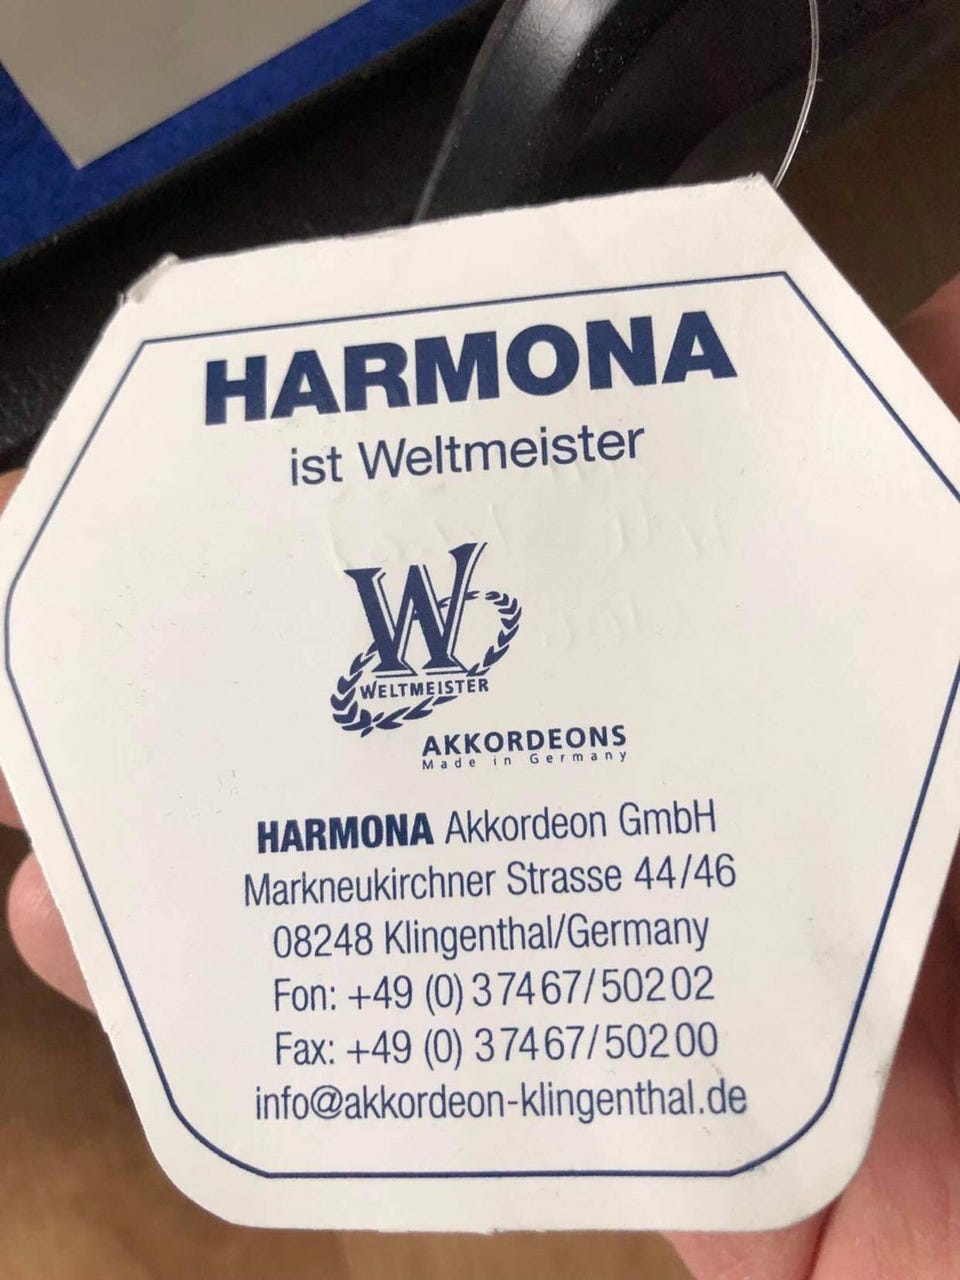 HARMONA
ist Weltmeister
W
WELTMEISTER
AKKORDEONS
Made in Germany
HARMONA Akkordeon GmbH
Markneukirchner Strasse 44/46
08248 Klingenthal/Germany
Fon: +49 (0) 37467/50202
Fax: +49 (0) 37467/50200
info@akkordeon-klingenthal.de